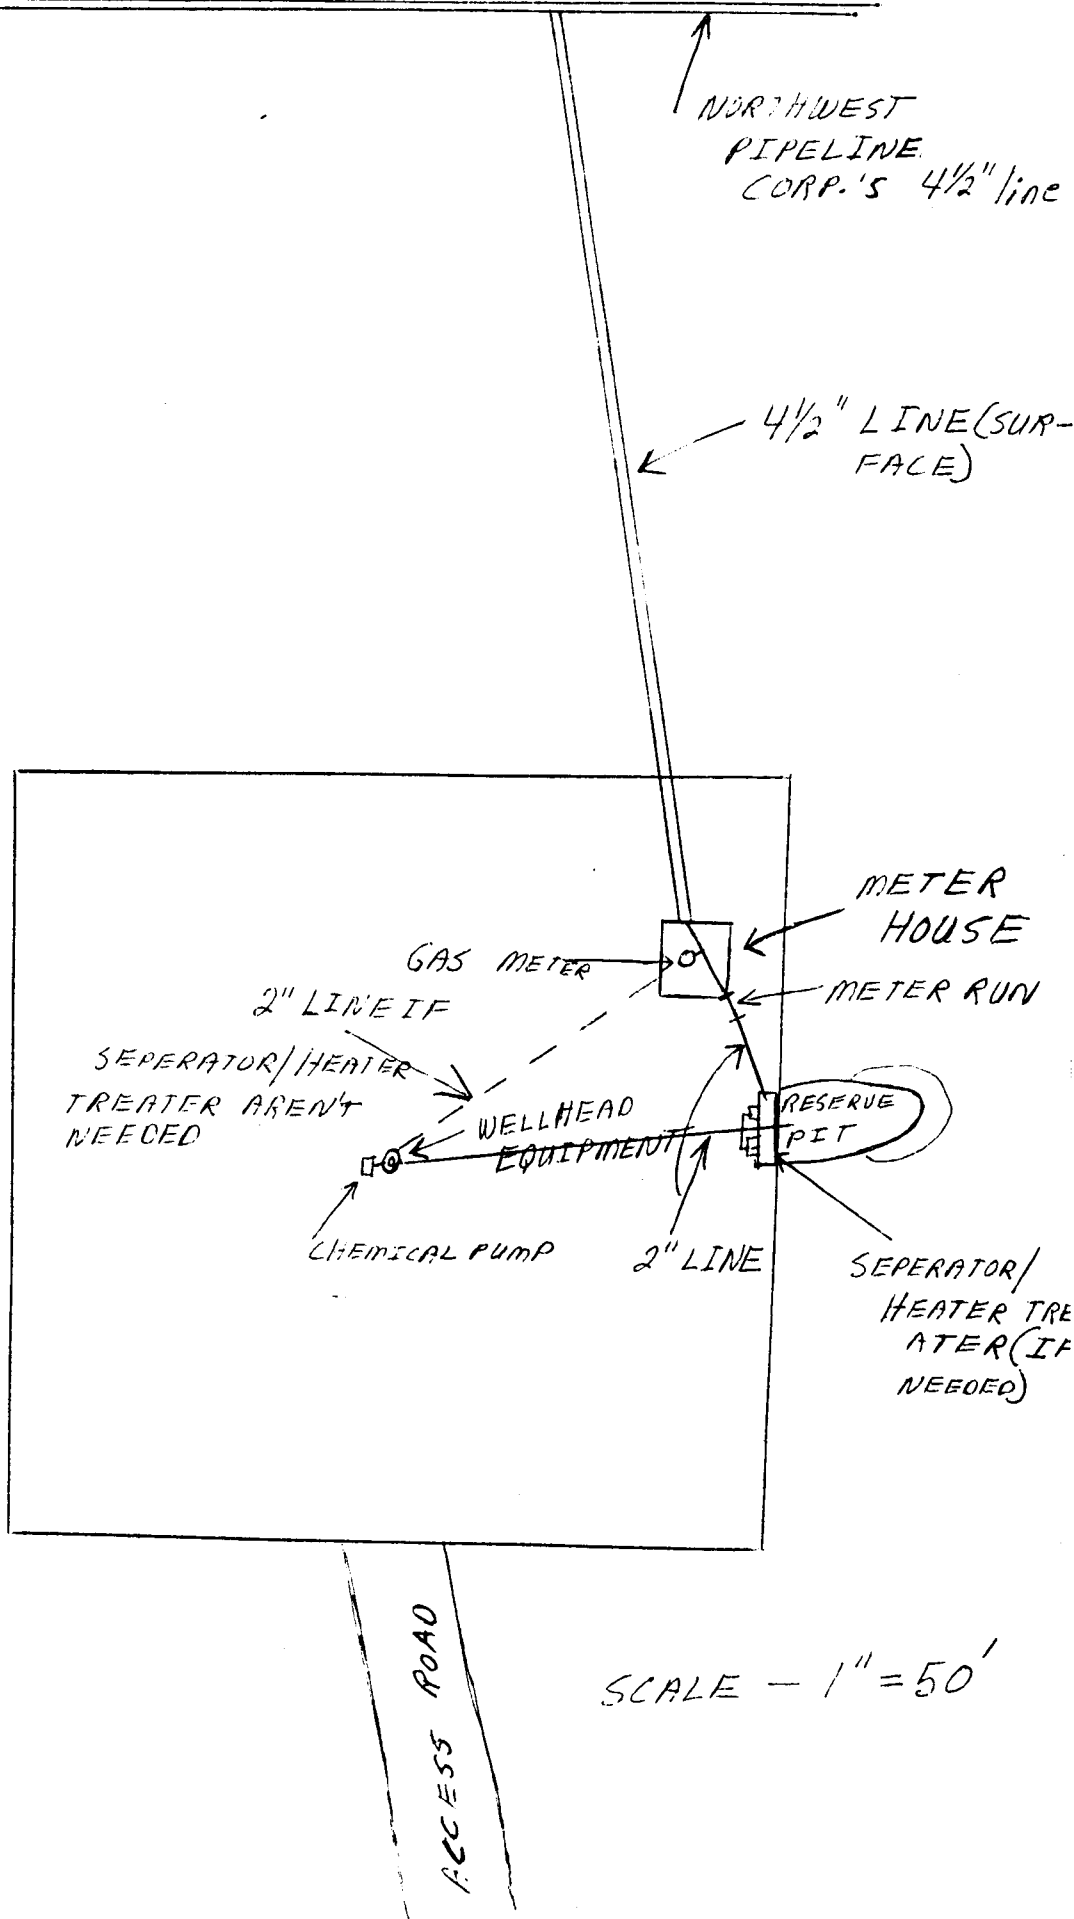 NORTHWEST
PIPELINE
CORP.'S 4½" line
4½" LINE (SUR-
FACE)
METER
HOUSE
GAS METER
METER RUN
2" LINE IF
SEPERATOR/HEATER
TREATER AREN'T
NEEDED
WELLHEAD
EQUIPMENT
RESERVE
PIT
CHEMICAL PUMP
2" LINE
SEPERATOR/
HEATER TRE
ATER (IF
NEEDED)
ACCESS ROAD
SCALE - 1" = 50'